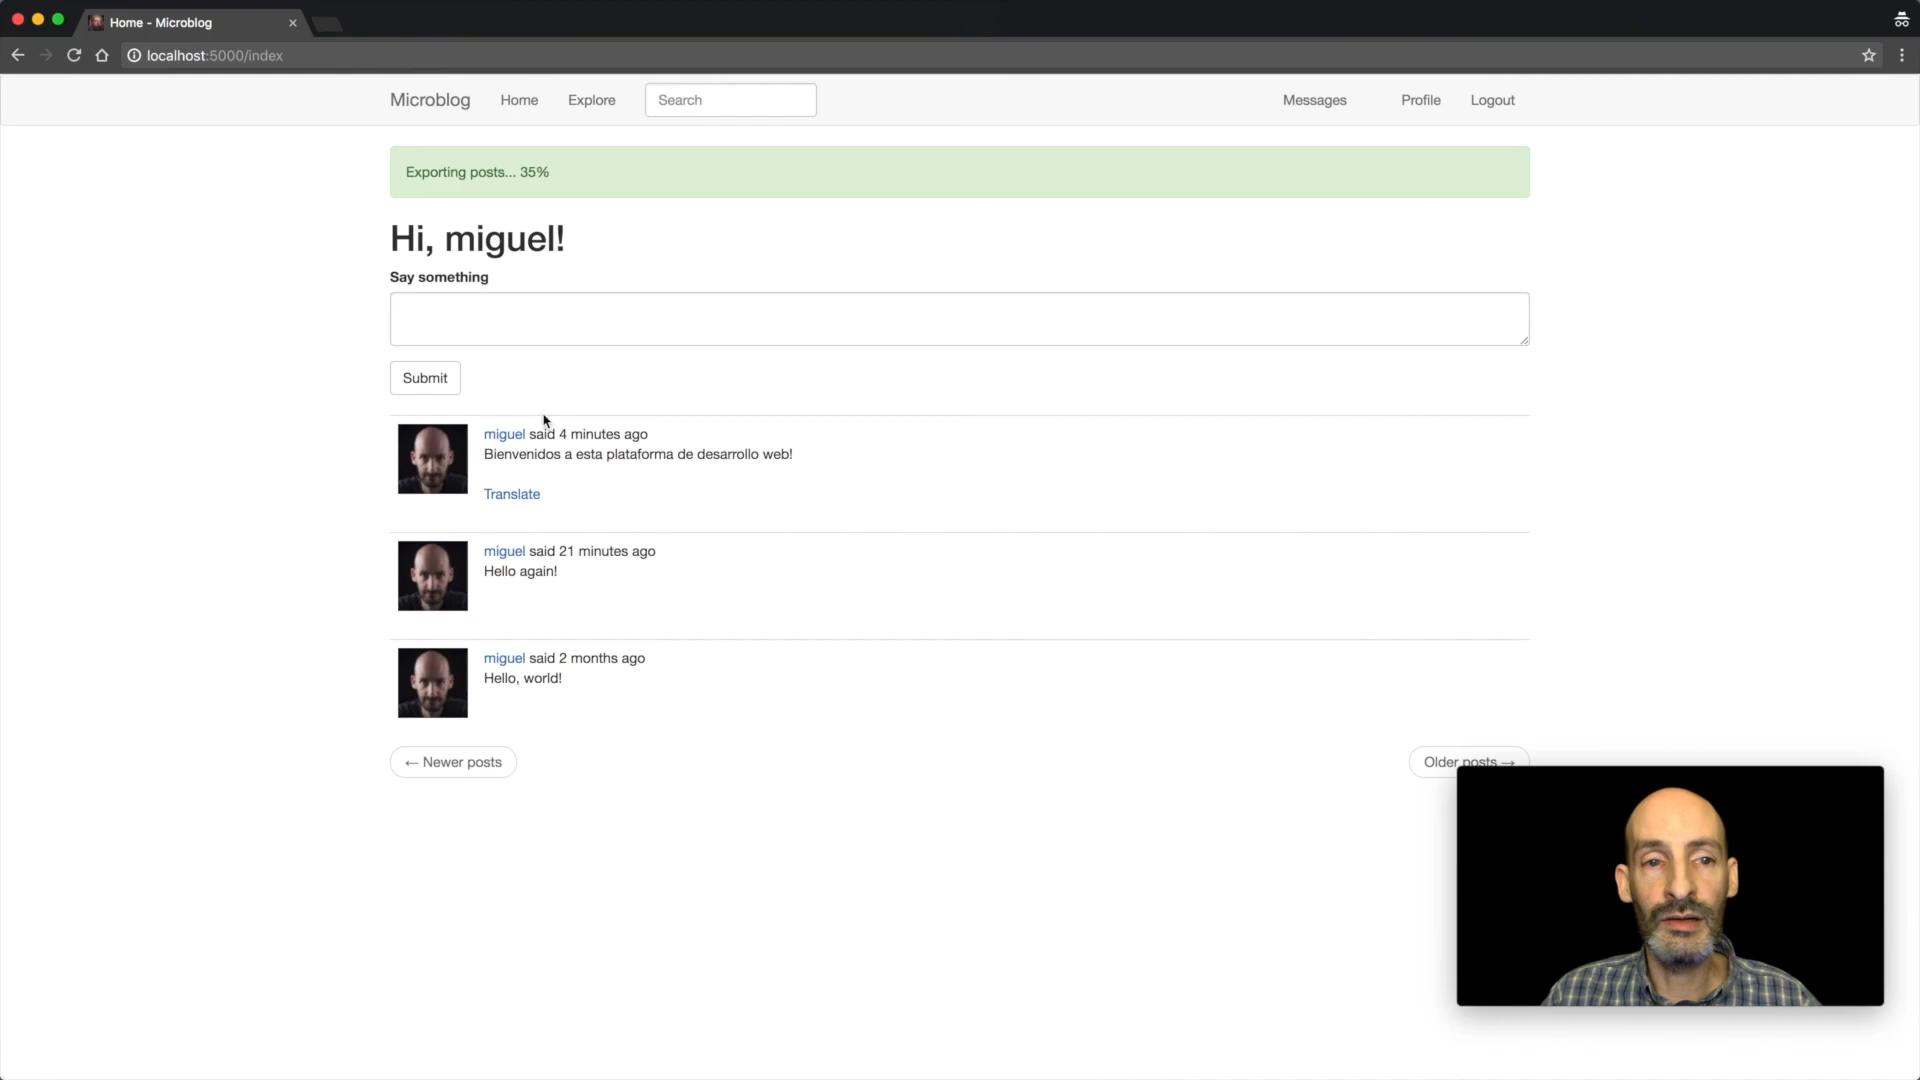 Home - Microblog
localhost:5000/index
Microblog Home Explore Search Messages Profile Logout
Exporting posts... 35%
Hi, miguel!
Say something
Submit
miguel said 4 minutes ago
Bienvenidos a esta plataforma de desarrollo web!
Translate
miguel said 21 minutes ago
Hello again!
miguel said 2 months ago
Hello, world!
← Newer posts
Older posts →